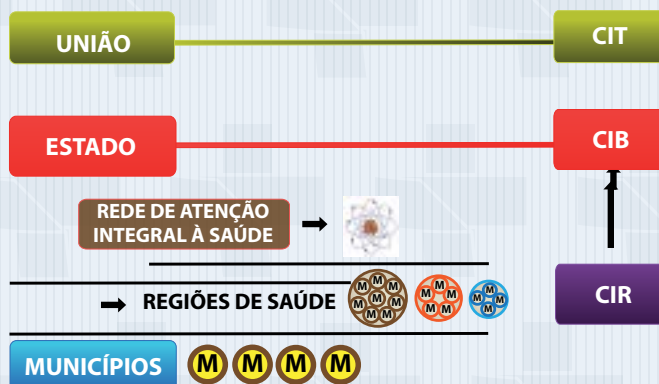 UNIÃO
CIT
ESTADO
CIB
REDE DE ATENÇÃO
INTEGRAL À SAÚDE
REGIÕES DE SAÚDE
M M M M M M M M
M M M M M
M M M M
CIR
MUNICÍPIOS
M M M M